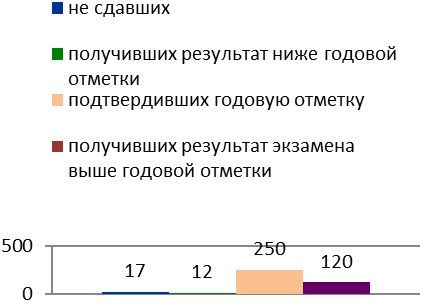 не сдавших
получивших результат ниже годовой
отметки
подтвердивших годовую отметку
получивших результат экзамена
выше годовой отметки
500
0
17
12
250
120